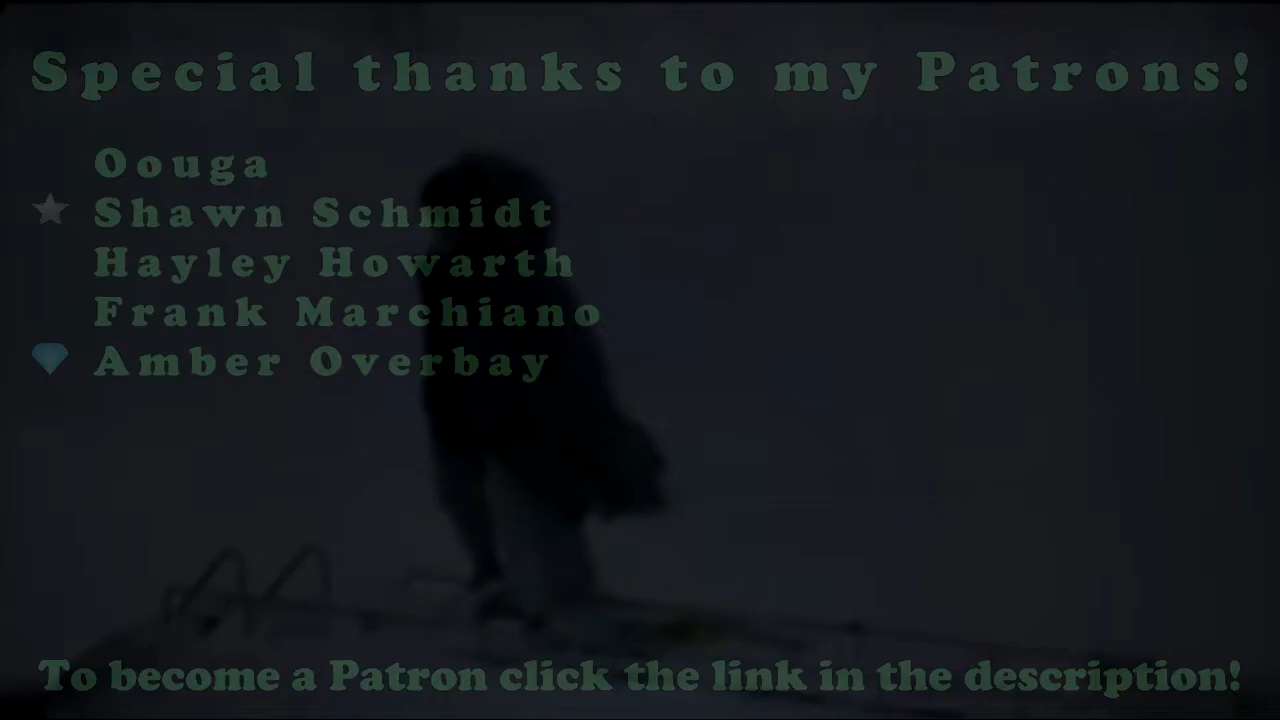 Special thanks to my Patrons!
Oouga
Shawn Schmidt
Hayley Howarth
Frank Marchiano
Amber Overbay
To become a Patron click the link in the description!